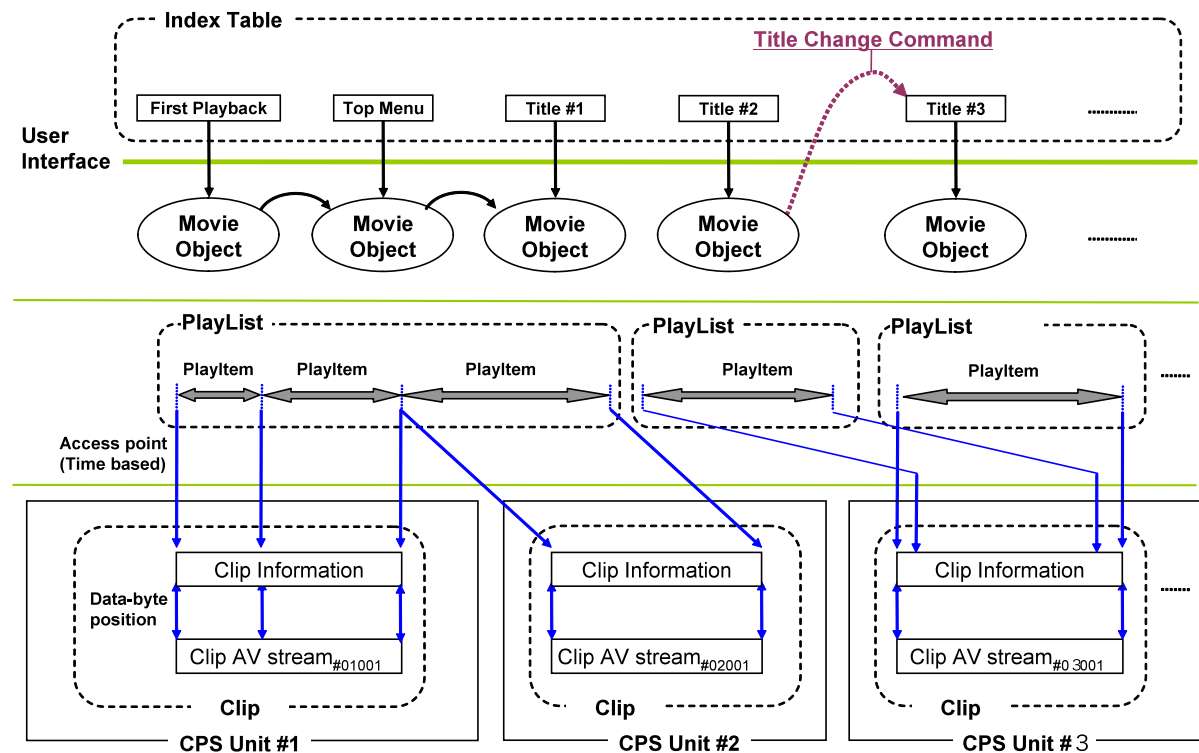 Index Table
Title Change Command
First Playback
Top Menu
Title #1
Title #2
Title #3
User
Interface
Movie
Object
Movie
Object
Movie
Object
Movie
Object
Movie
Object
PlayList
PlayList
PlayList
PlayItem
PlayItem
PlayItem
PlayItem
PlayItem
Access point
(Time based)
Clip Information
Clip Information
Clip Information
Data-byte
position
Clip AV stream#01001
Clip AV stream#02001
Clip AV stream#03001
Clip
Clip
Clip
CPS Unit #1
CPS Unit #2
CPS Unit #3